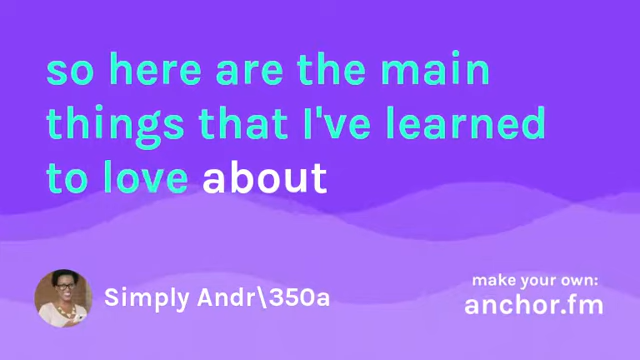 so here are the main
things that I've learned
to love about
Simply Andr\350a
make your own:
anchor.fm